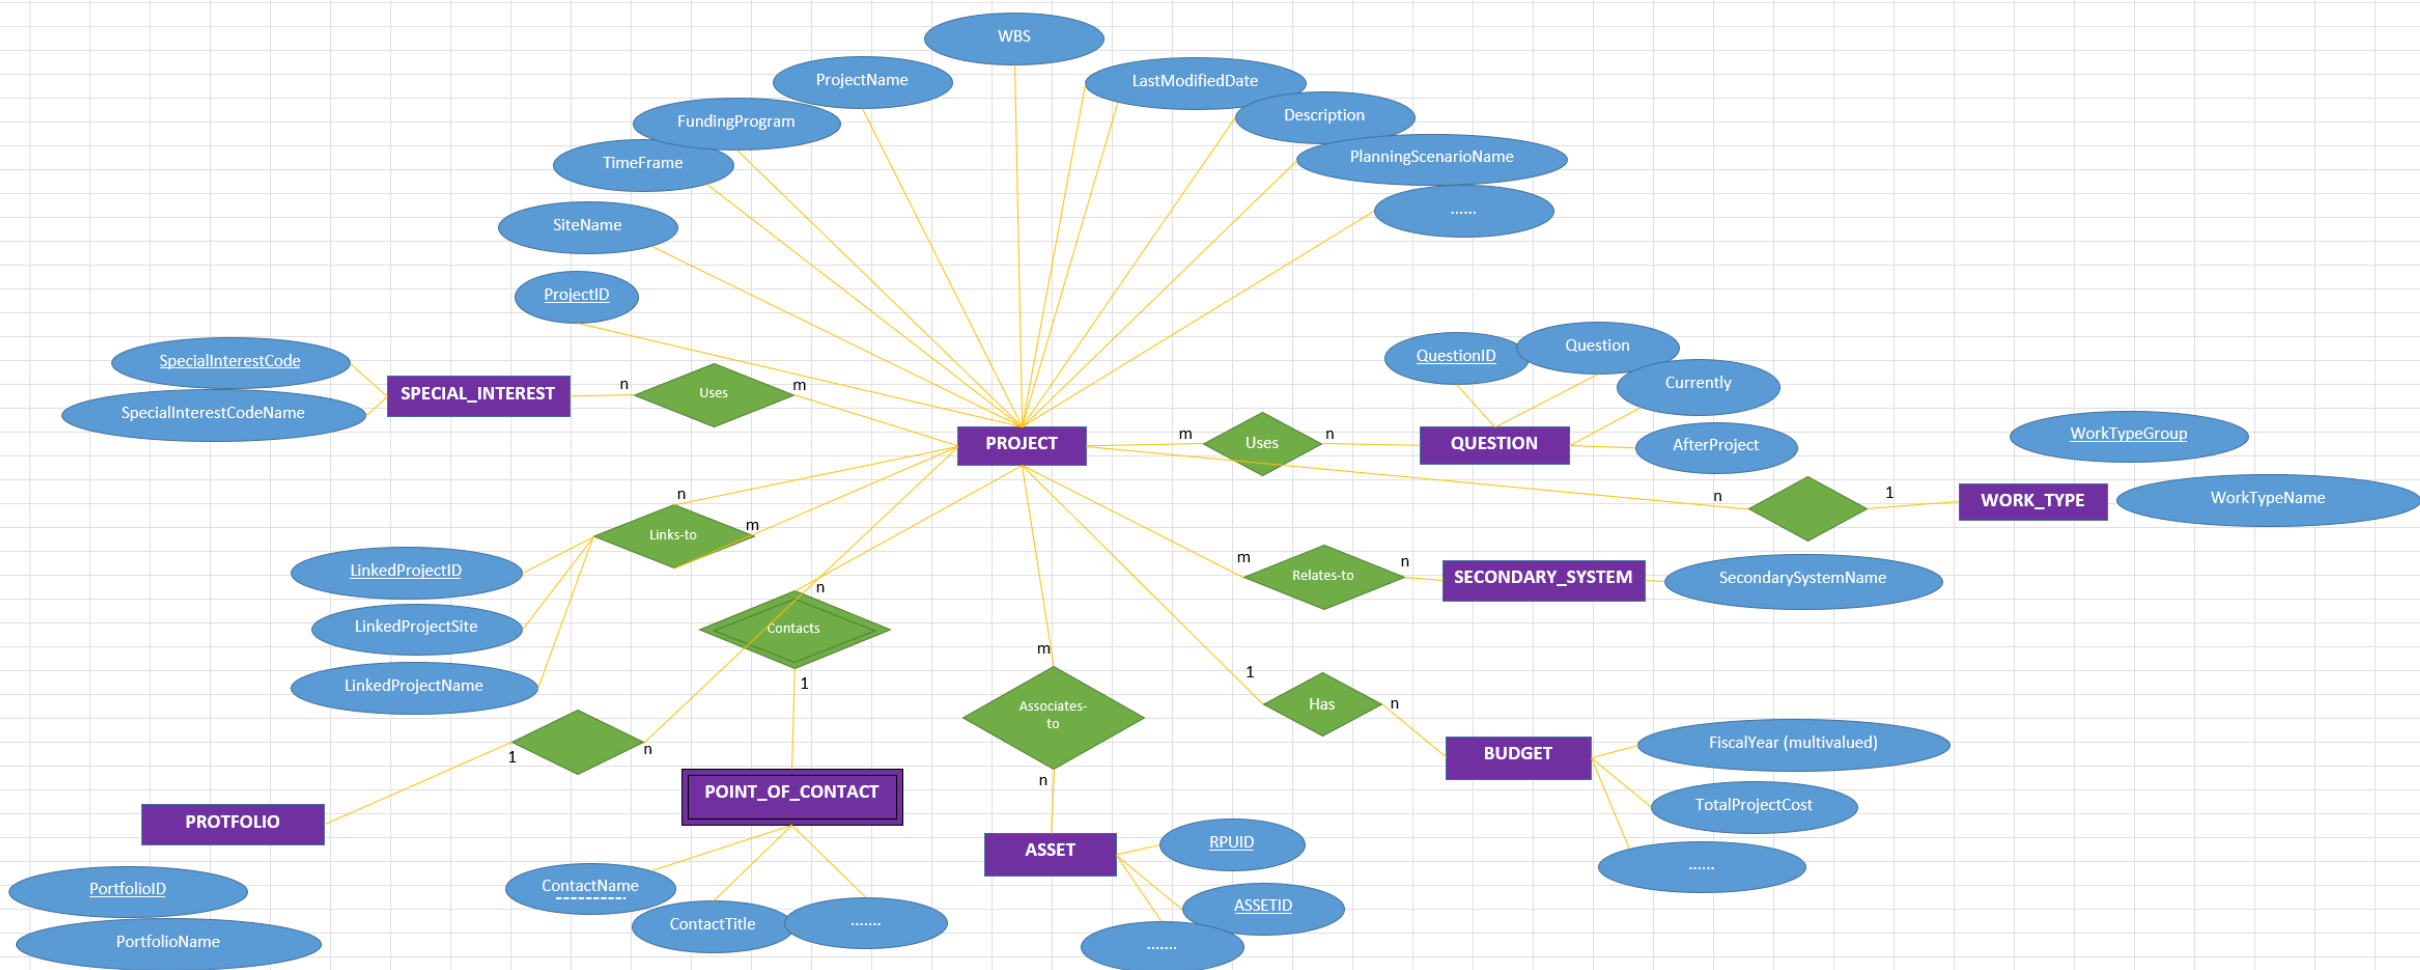 WBS
ProjectName
LastModifiedDate
FundingProgram
Description
TimeFrame
PlanningScenarioName
SiteName
......
ProjectID
SpecialInterestCode
SpecialInterestCodeName
SPECIAL_INTEREST
n
Uses
m
PROJECT
m
Uses
n
QuestionID
Question
Currently
QUESTION
AfterProject
WorkTypeGroup
n
1
WORK_TYPE
WorkTypeName
n
Links-to
m
LinkedProjectID
LinkedProjectSite
LinkedProjectName
m
Relates-to
n
SECONDARY_SYSTEM
SecondarySystemName
n
Contacts
1
m
Associates-
to
n
1
Has
n
BUDGET
FiscalYear (multivalued)
TotalProjectCost
......
1
n
PROTFOLIO
PortfolioID
PortfolioName
POINT_OF_CONTACT
ContactName
ContactTitle
.......
ASSET
RPUID
ASSETID
.......